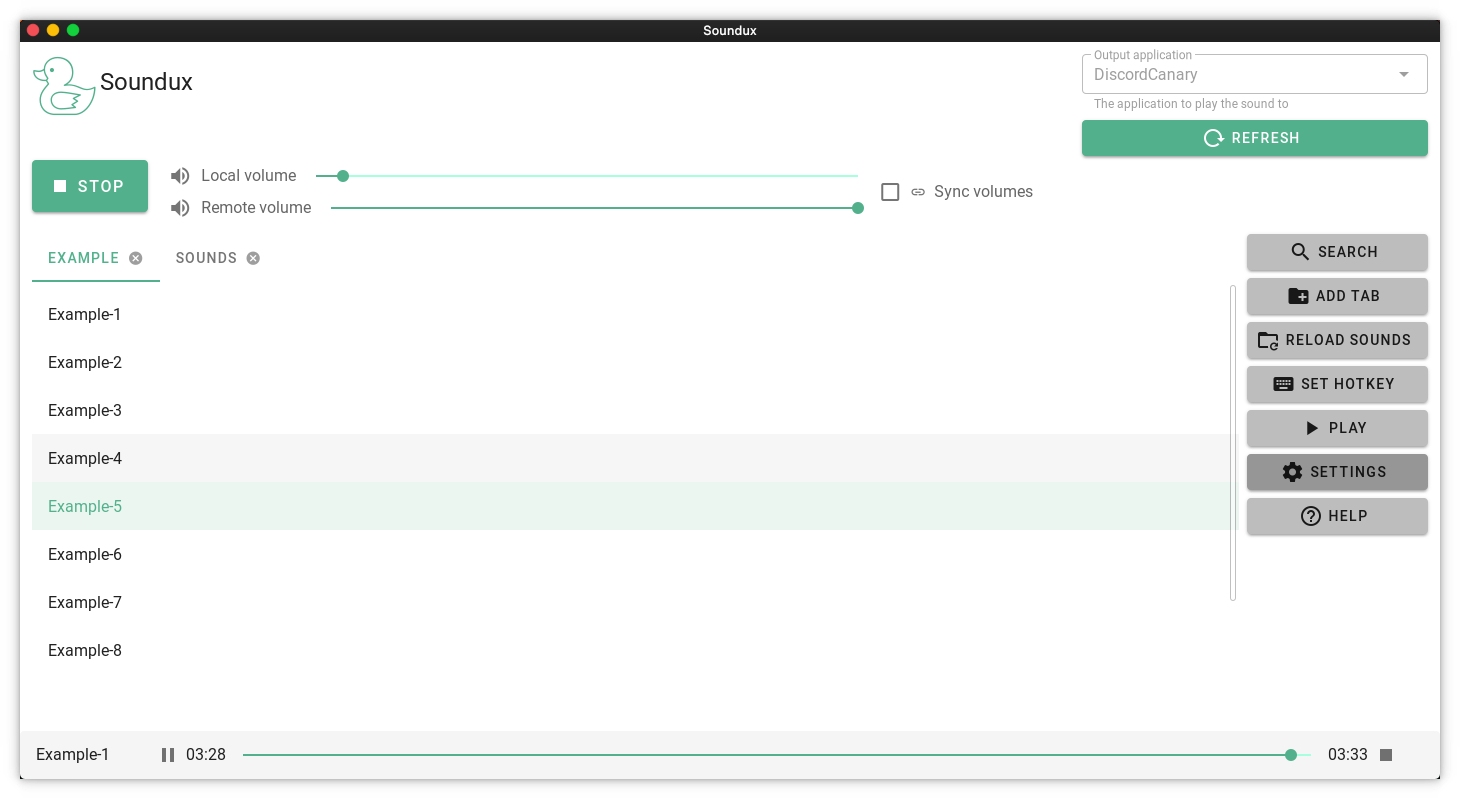 Soundux
Soundux
Output application
DiscordCanary
The application to play the sound to
REFRESH
STOP
Local volume
Remote volume
Sync volumes
EXAMPLE
SOUNDS
Example-1
Example-2
Example-3
Example-4
Example-5
Example-6
Example-7
Example-8
SEARCH
ADD TAB
RELOAD SOUNDS
SET HOTKEY
PLAY
SETTINGS
HELP
Example-1
03:28
03:33